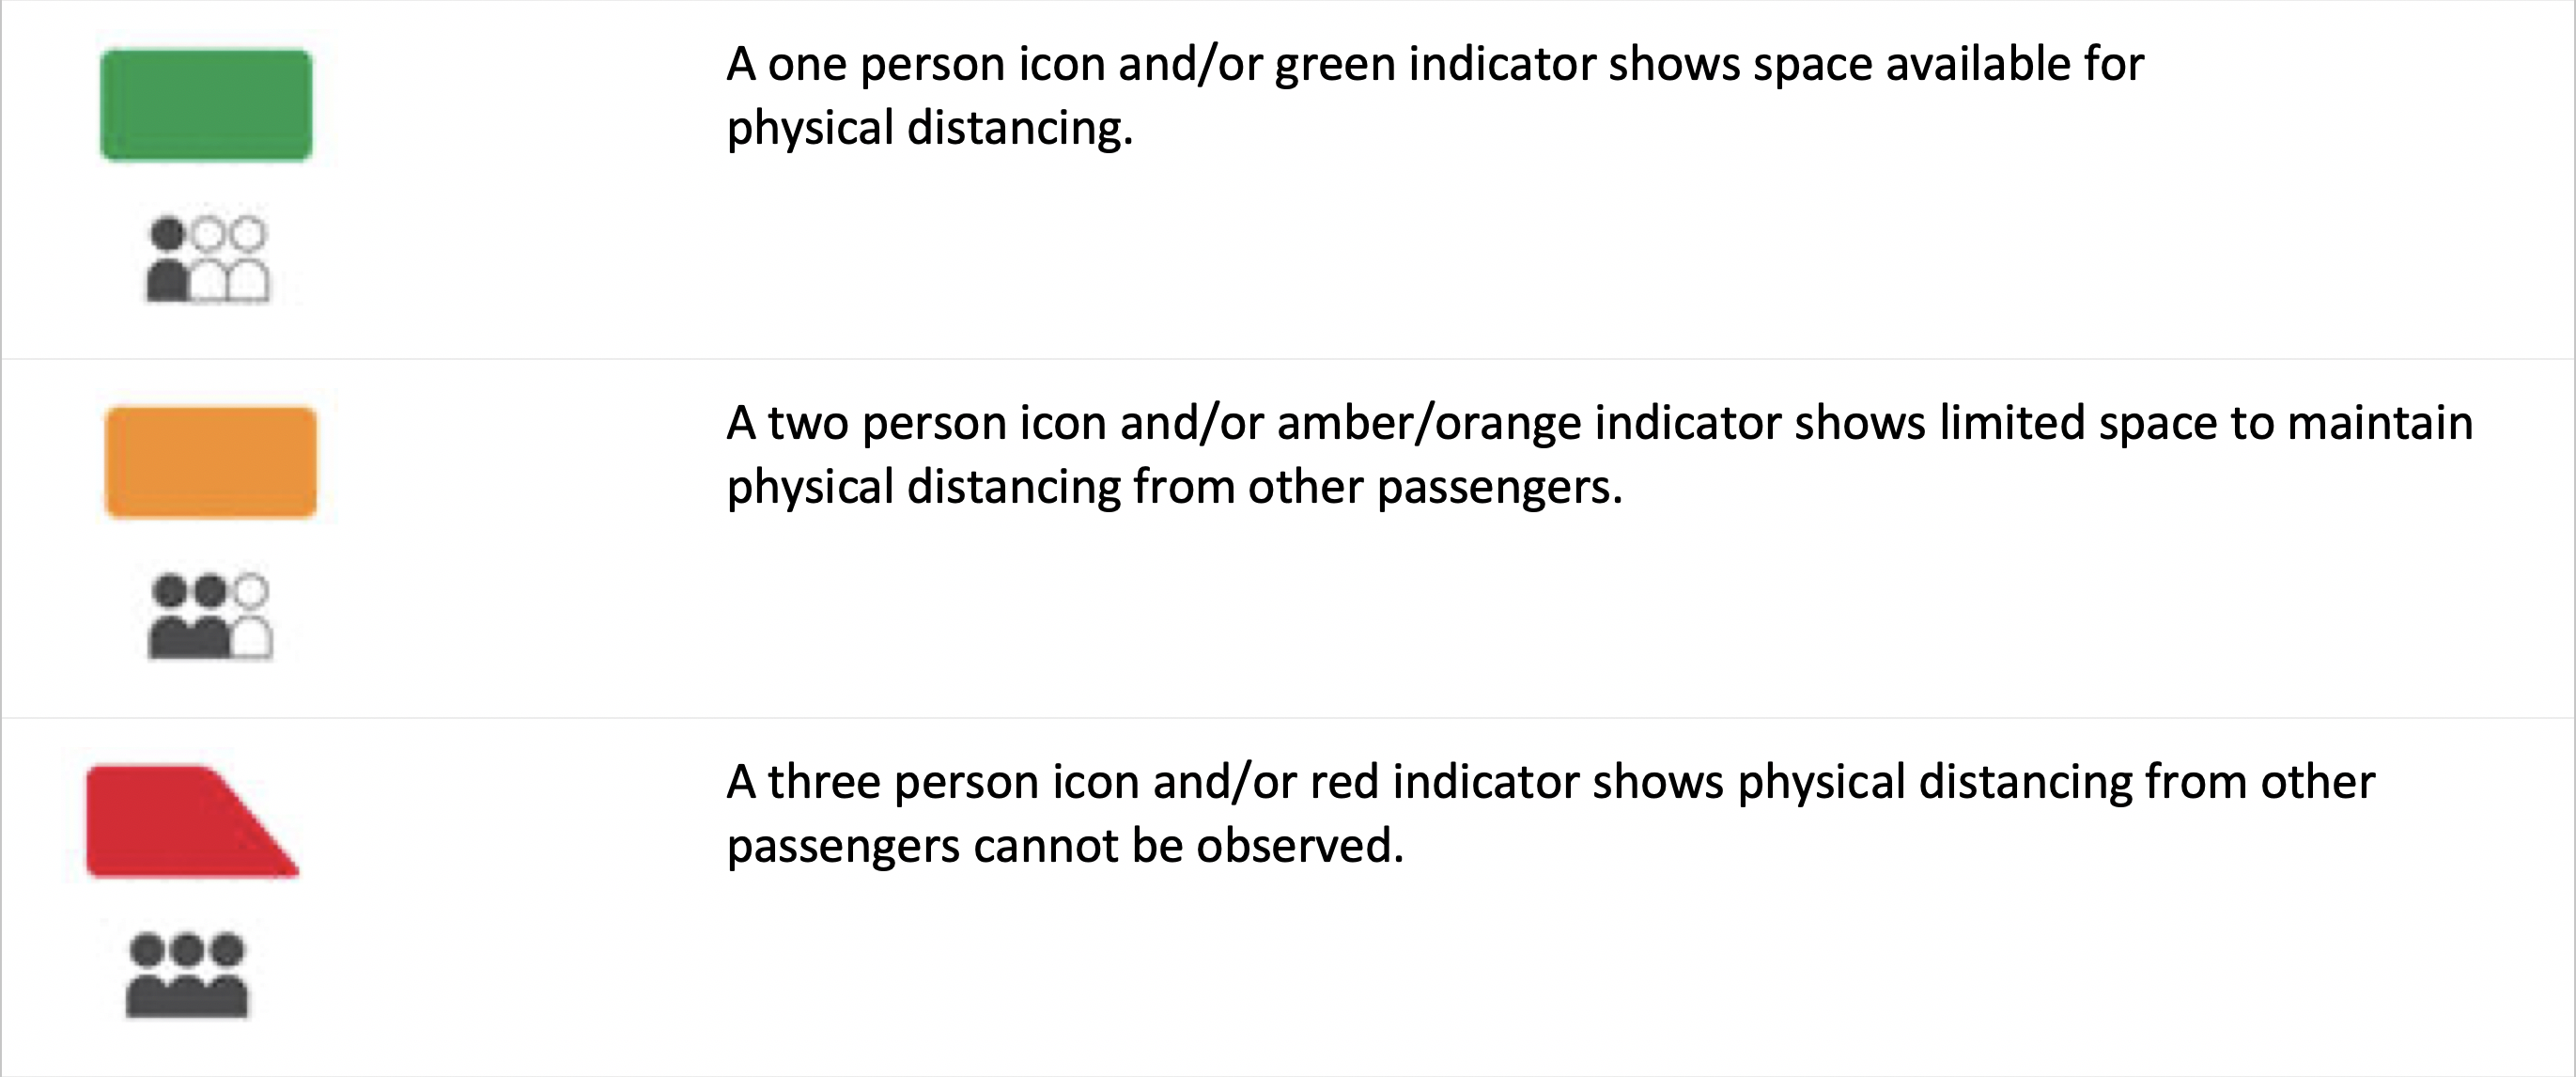 A one person icon and/or green indicator shows space available for
physical distancing.
A two person icon and/or amber/orange indicator shows limited space to maintain
physical distancing from other passengers.
A three person icon and/or red indicator shows physical distancing from other
passengers cannot be observed.